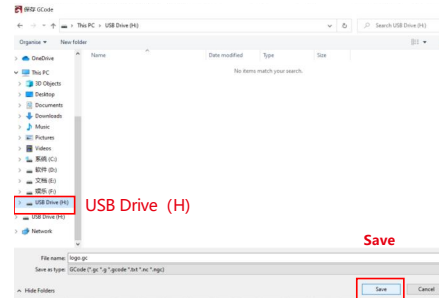 保存 GCode
This PC › USB Drive (H:)
Search USB Drive (H:)
Organise
New folder
Name
Date modified
Type
Size
OneDrive
No items match your search.
This PC
3D Objects
Desktop
Documents
Downloads
Music
Pictures
Videos
系统 (C:)
软件 (D:)
文档 (E:)
娱乐 (F:)
USB Drive (H:)
USB Drive (H)
USB Drive (H:)
Network
Save
File name: logo.gc
Save as type: GCode (*.gc *.g *.gcode *.txt *.nc *.ngc)
Hide Folders
Save
Cancel